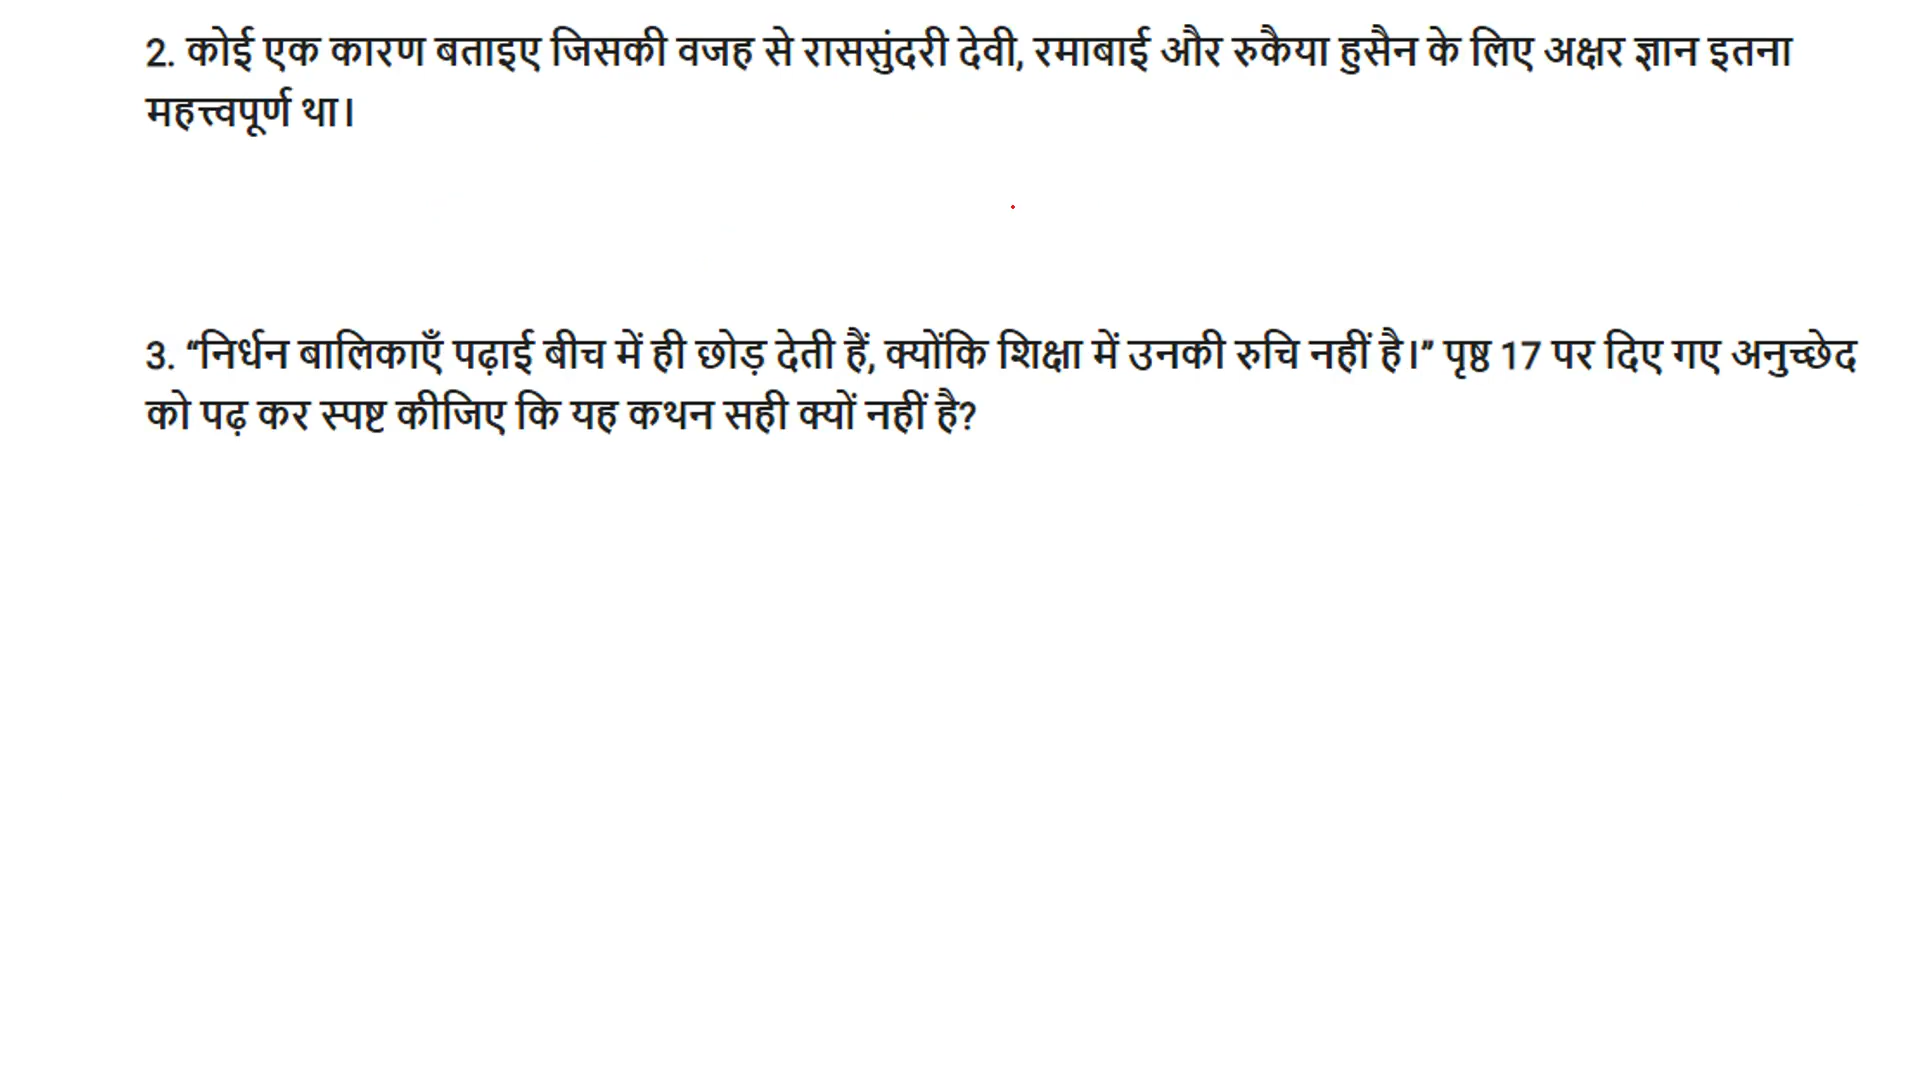 2. कोई एक कारण बताइए जिसकी वजह से राससुंदरी देवी, रमाबाई और रुकैया हुसैन के लिए अक्षर ज्ञान इतना
महत्त्वपूर्ण था।
3. “निर्धन बालिकाएँ पढ़ाई बीच में ही छोड़ देती हैं, क्योंकि शिक्षा में उनकी रुचि नहीं है।” पृष्ठ 17 पर दिए गए अनुच्छेद
को पढ़ कर स्पष्ट कीजिए कि यह कथन सही क्यों नहीं है?